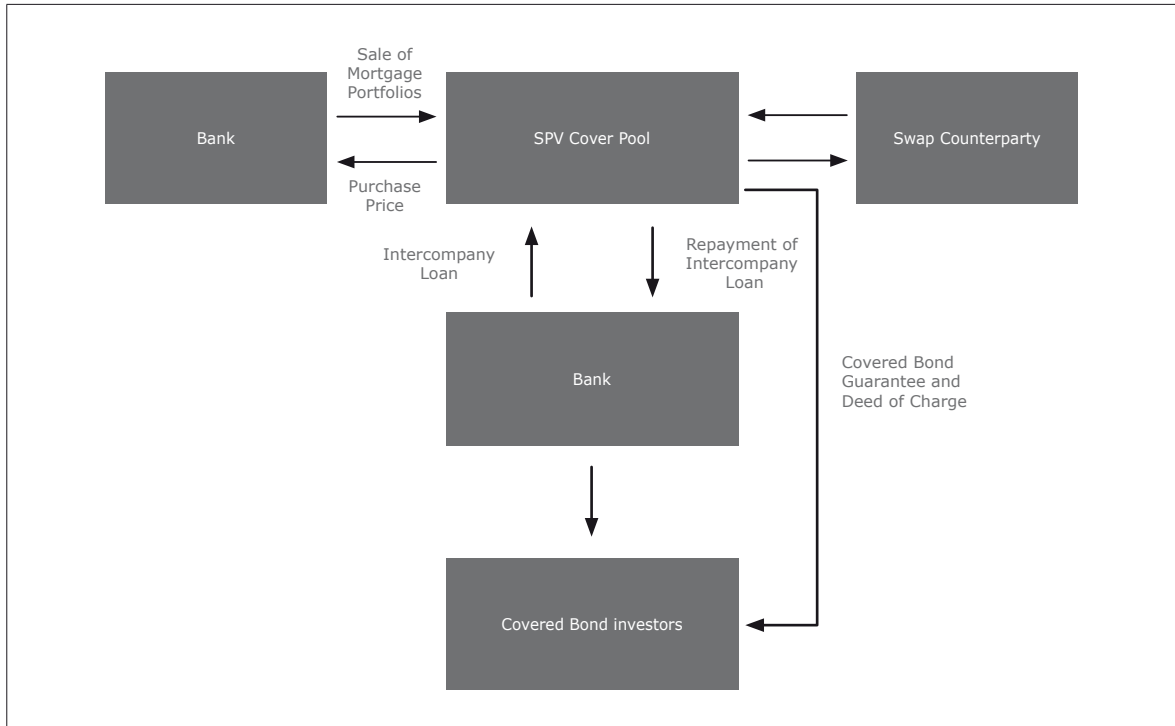 Sale of
Mortgage
Portfolios
Bank
SPV Cover Pool
Swap Counterparty
Purchase
Price
Intercompany
Loan
Repayment of
Intercompany
Loan
Bank
Covered Bond
Guarantee and
Deed of Charge
Covered Bond investors